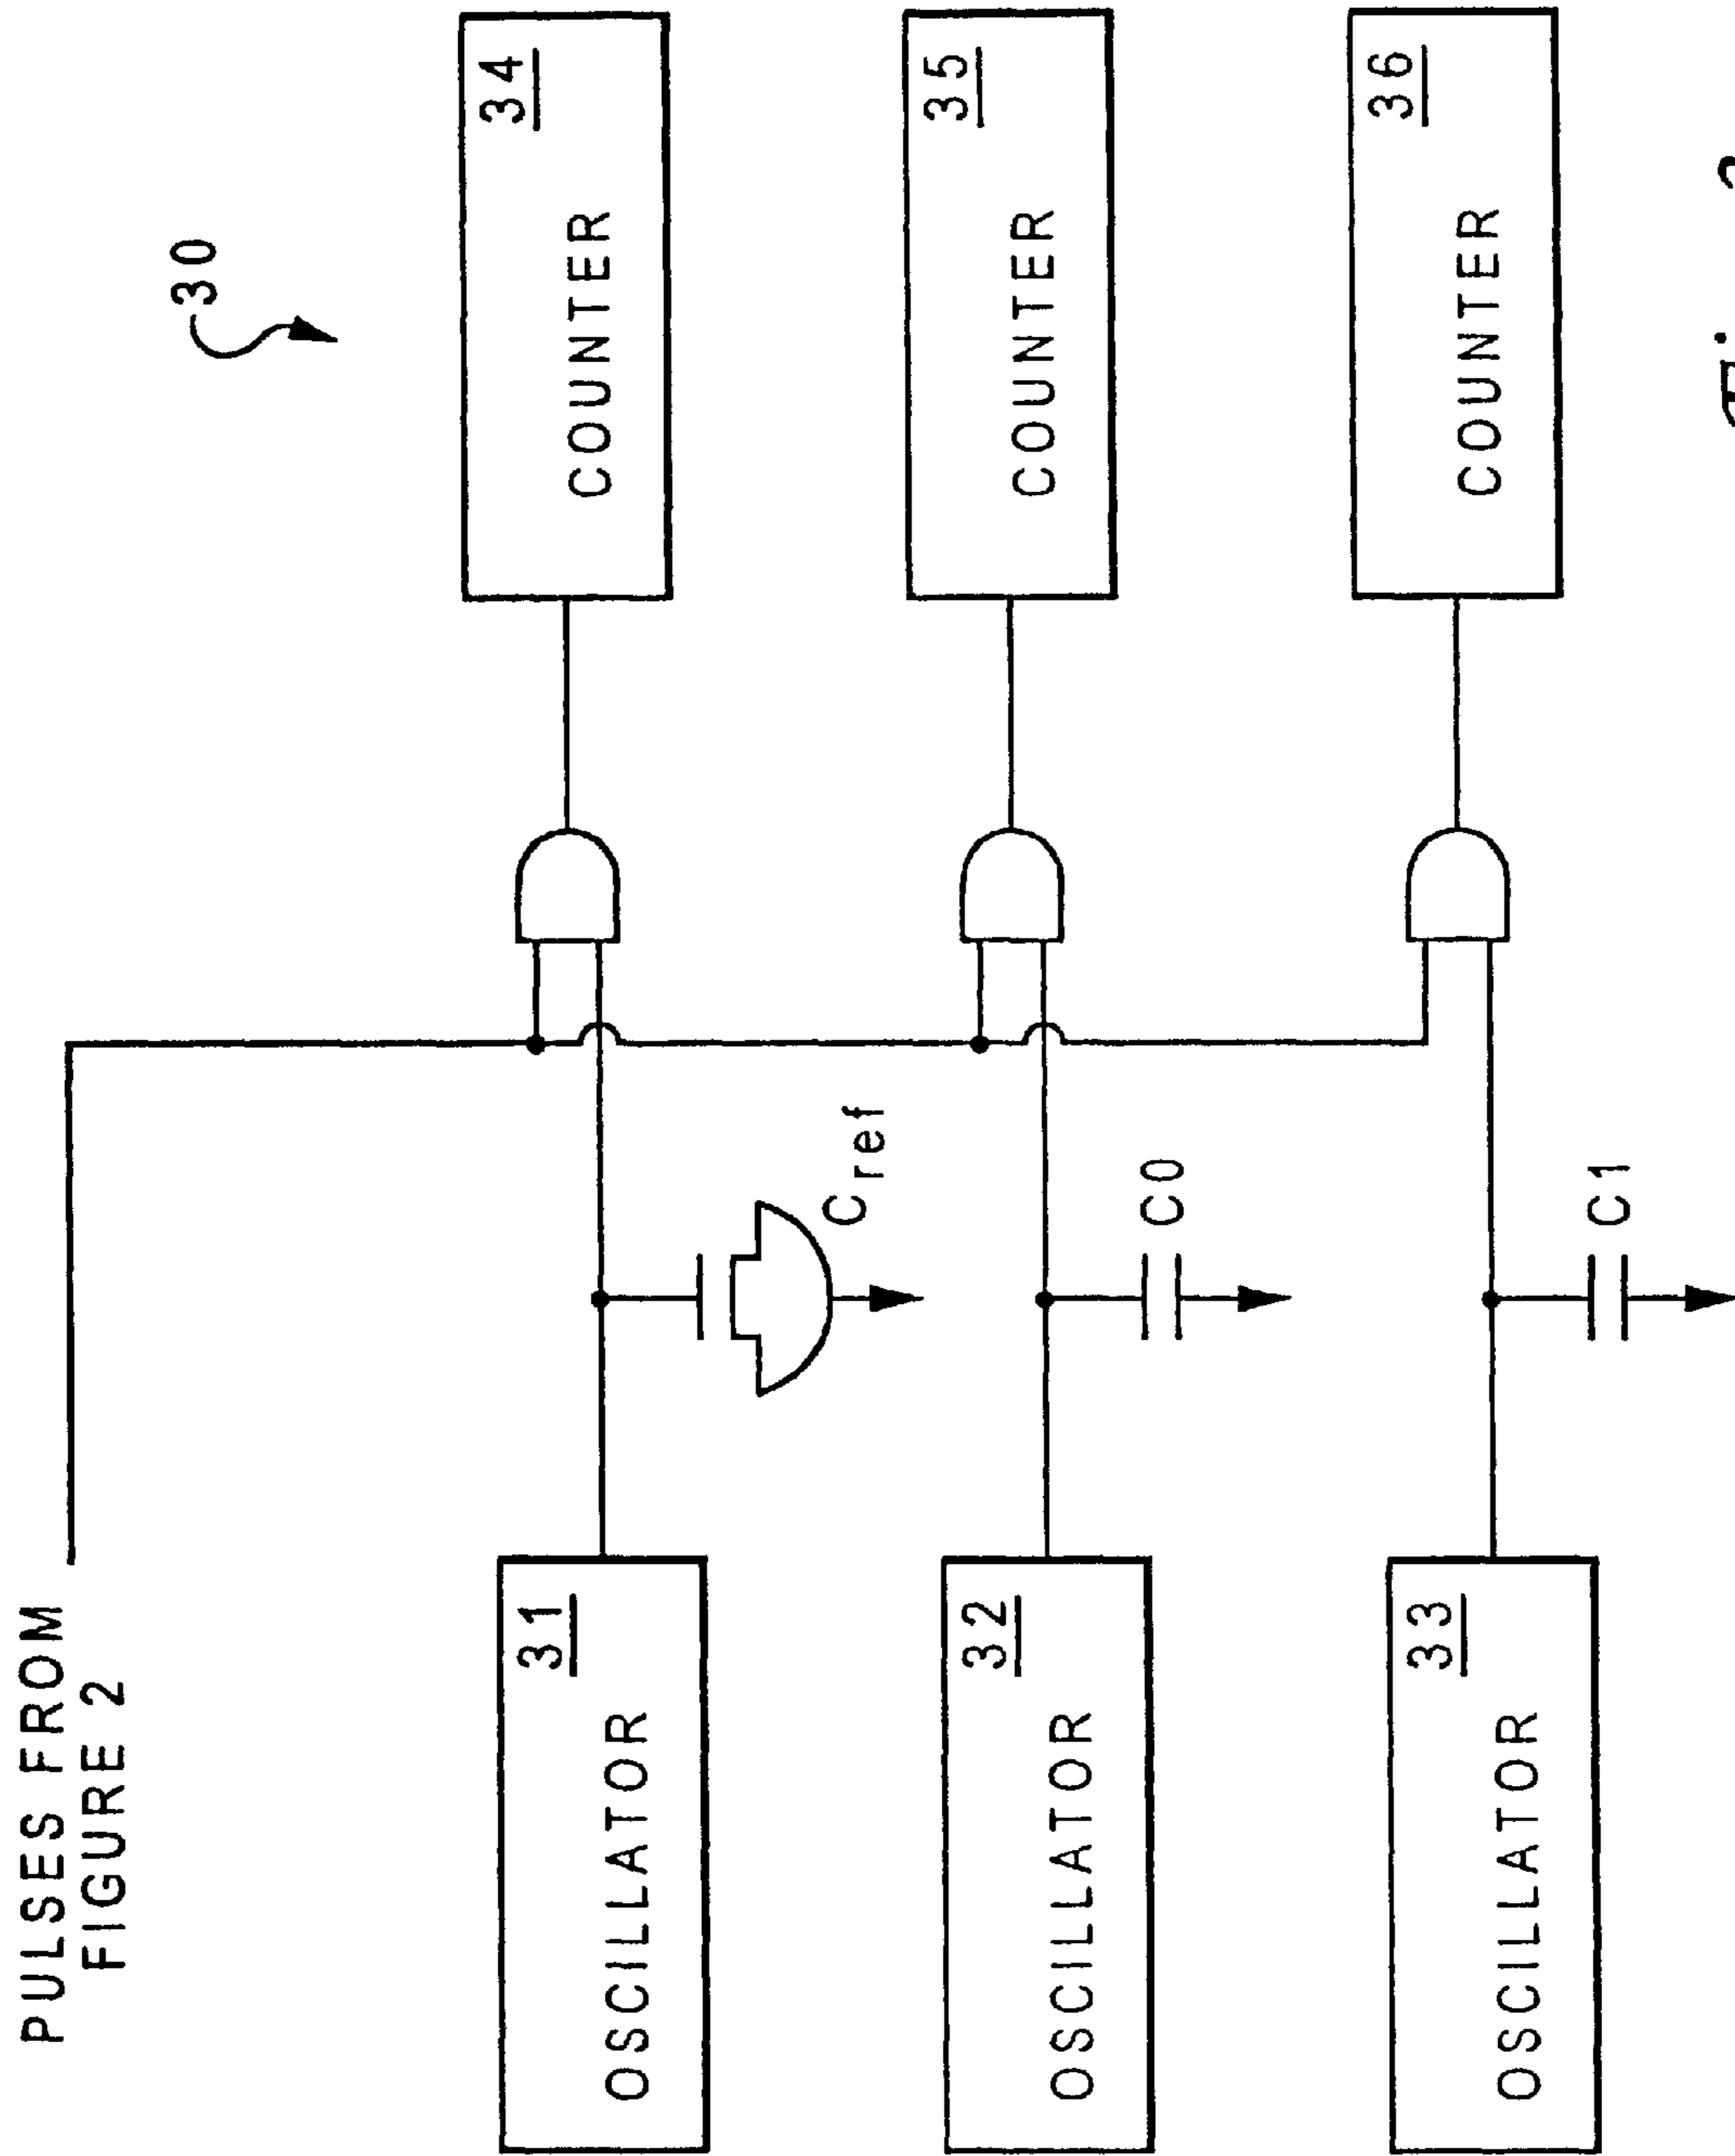 PULSES FROM
FIGURE 2
30
31
OSCILLATOR
C ref
34
COUNTER
32
OSCILLATOR
C0
35
COUNTER
33
OSCILLATOR
C1
36
COUNTER